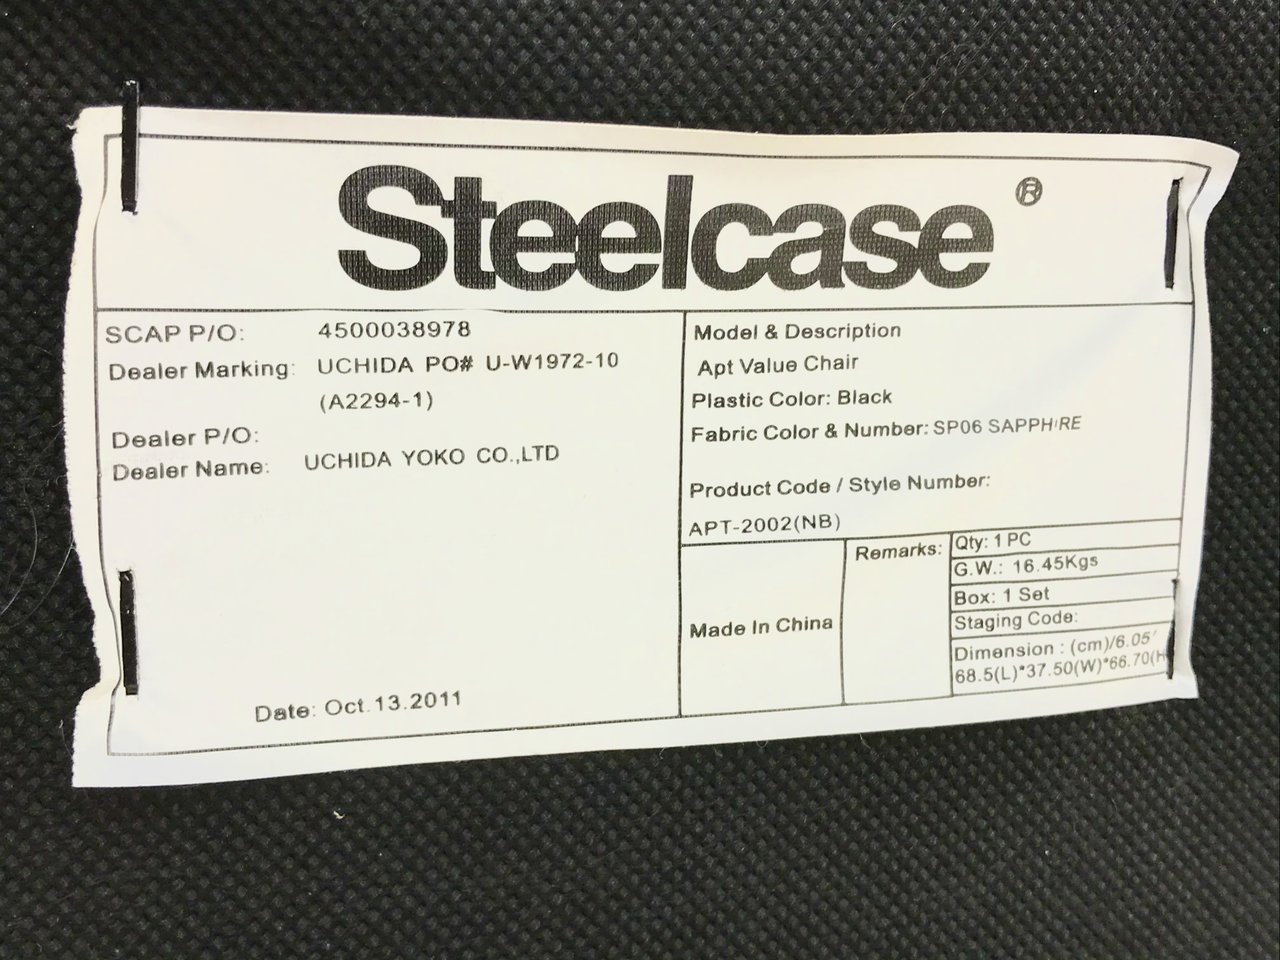 Steelcase®
SCAP P/O: 4500038978
Dealer Marking: UCHIDA PO# U-W1972-10
(A2294-1)
Dealer P/O:
Dealer Name: UCHIDA YOKO CO.,LTD
Date: Oct.13.2011
Model & Description
Apt Value Chair
Plastic Color: Black
Fabric Color & Number: SP06 SAPPHIRE
Product Code / Style Number:
APT-2002(NB)
Made In China
Remarks:
Qty: 1 PC
G.W.: 16.45Kgs
Box: 1 Set
Staging Code:
Dimension : (cm)/6.05'
68.5(L)*37.50(W)*66.70(H